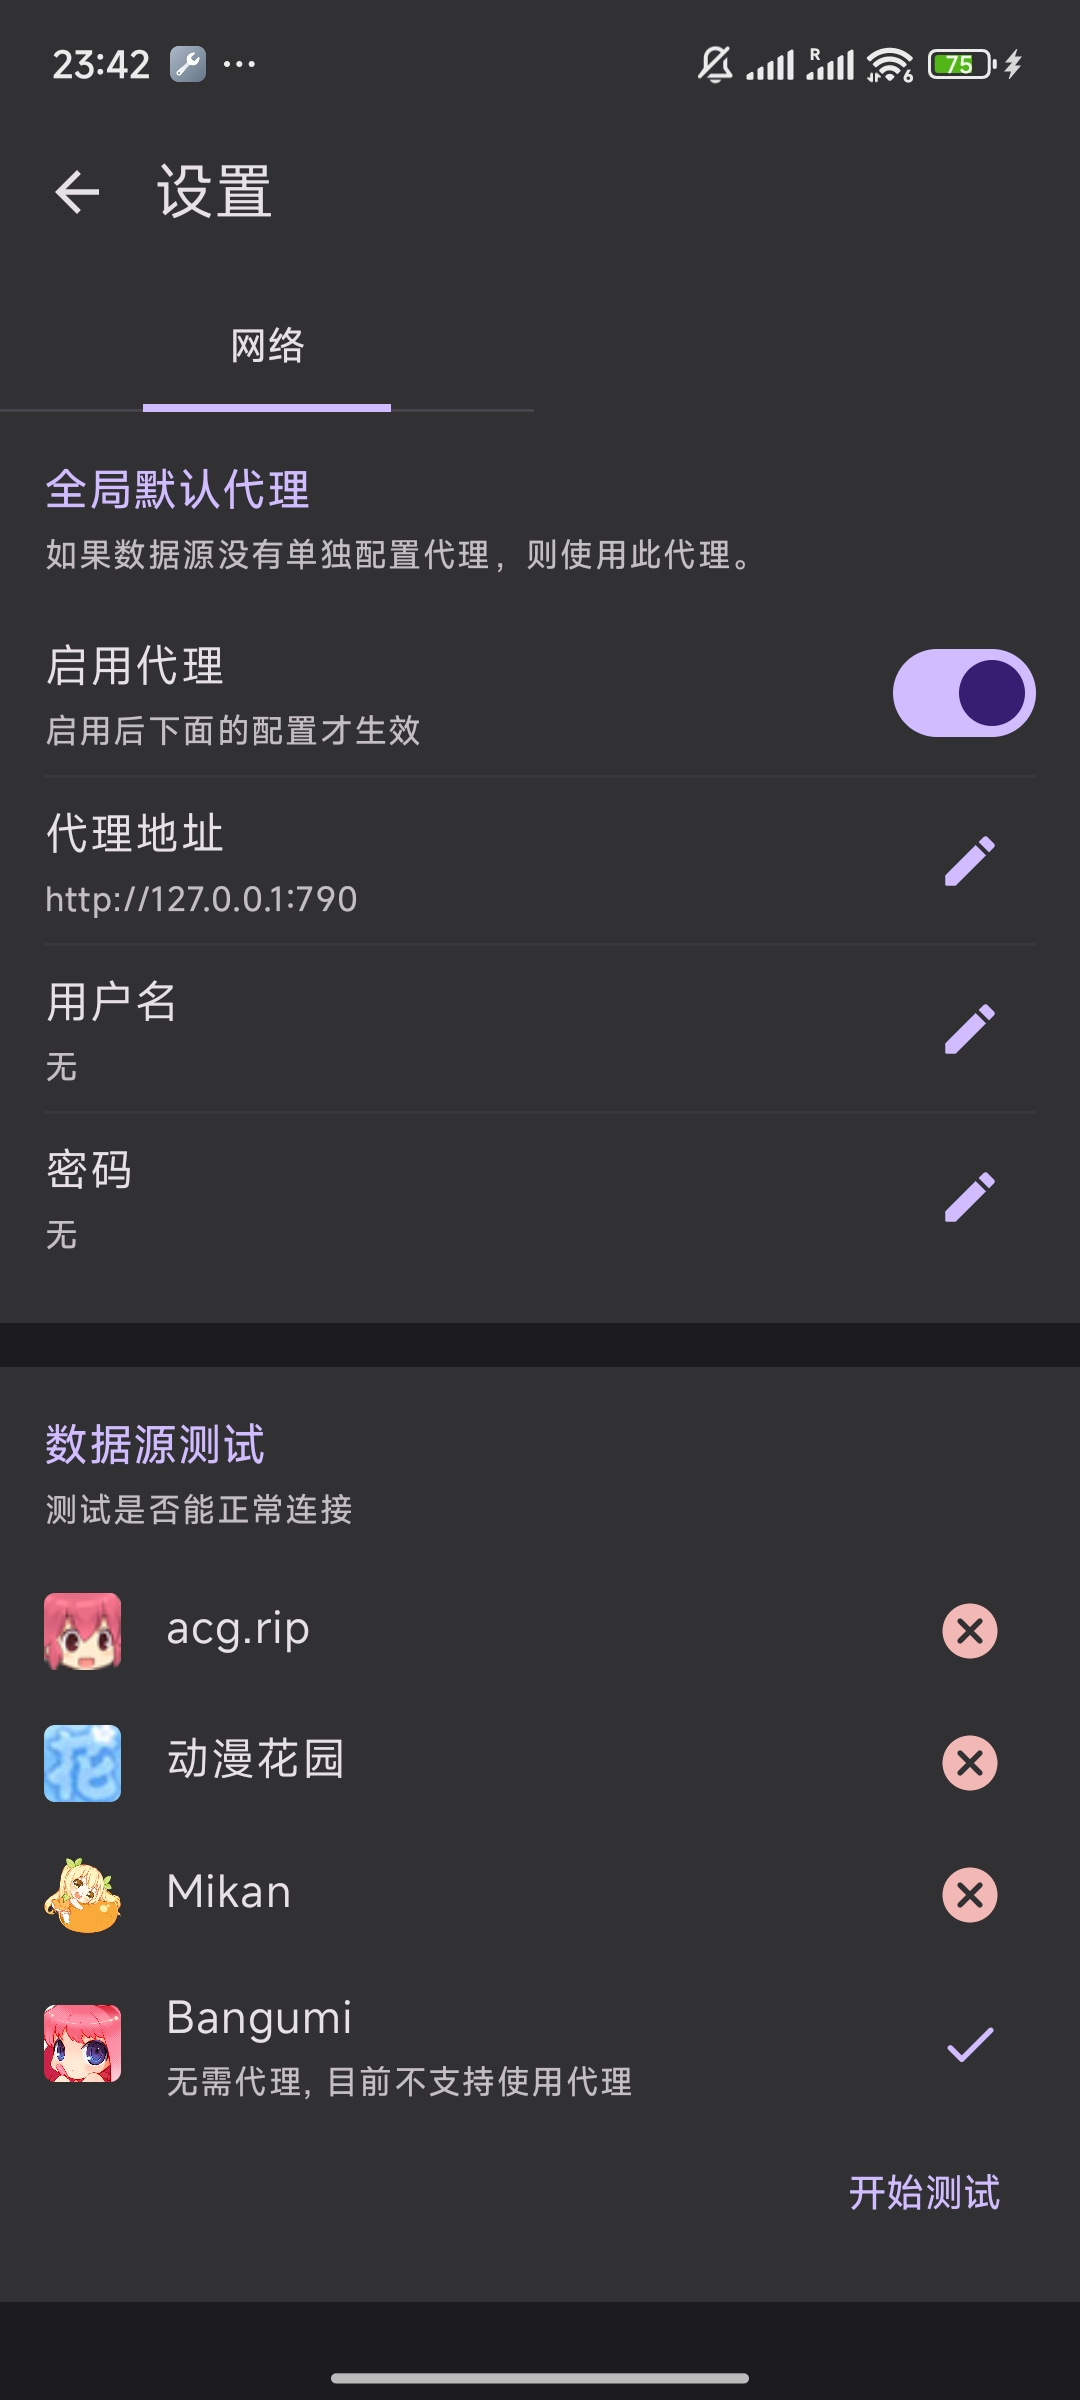 23:42
R
6
75
设置
网络
全局默认代理
如果数据源没有单独配置代理，则使用此代理。
启用代理
启用后下面的配置才生效
代理地址
http://127.0.0.1:790
用户名
无
密码
无
数据源测试
测试是否能正常连接
acg.rip
花
动漫花园
Mikan
Bangumi
无需代理, 目前不支持使用代理
开始测试